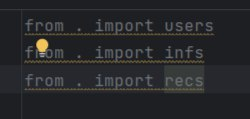 from . import users
from . import infs
from . import recs